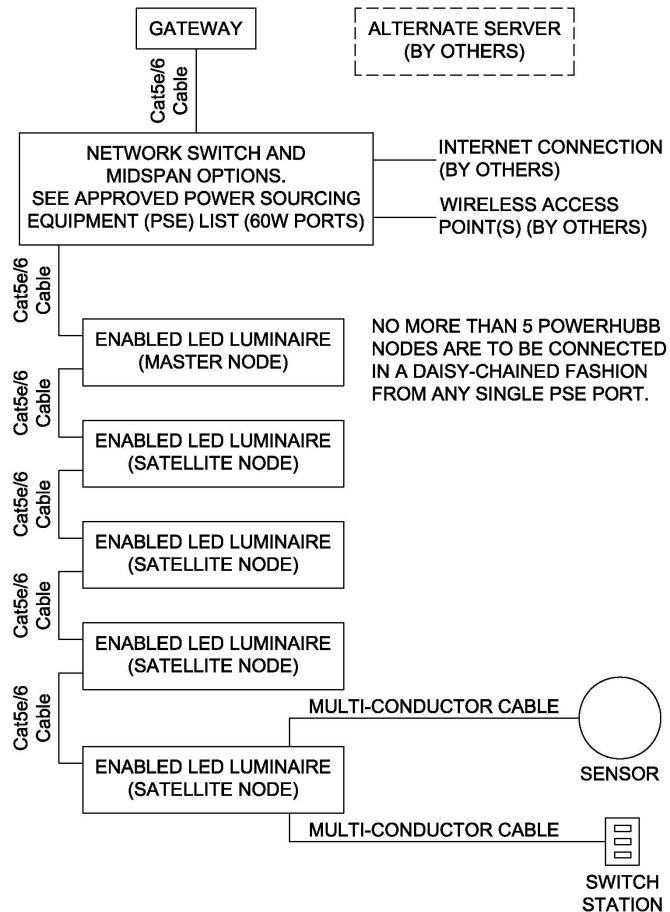 GATEWAY
ALTERNATE SERVER
(BY OTHERS)
Cat5e/6
Cable
NETWORK SWITCH AND
MIDSPAN OPTIONS.
SEE APPROVED POWER SOURCING
EQUIPMENT (PSE) LIST (60W PORTS)
INTERNET CONNECTION
(BY OTHERS)
WIRELESS ACCESS
POINT(S) (BY OTHERS)
Cat5e/6
Cable
ENABLED LED LUMINAIRE
(MASTER NODE)
NO MORE THAN 5 POWERHUBB
NODES ARE TO BE CONNECTED
IN A DAISY-CHAINED FASHION
FROM ANY SINGLE PSE PORT.
Cat5e/6
Cable
ENABLED LED LUMINAIRE
(SATELLITE NODE)
Cat5e/6
Cable
ENABLED LED LUMINAIRE
(SATELLITE NODE)
Cat5e/6
Cable
ENABLED LED LUMINAIRE
(SATELLITE NODE)
Cat5e/6
Cable
MULTI-CONDUCTOR CABLE
SENSOR
ENABLED LED LUMINAIRE
(SATELLITE NODE)
MULTI-CONDUCTOR CABLE
SWITCH
STATION